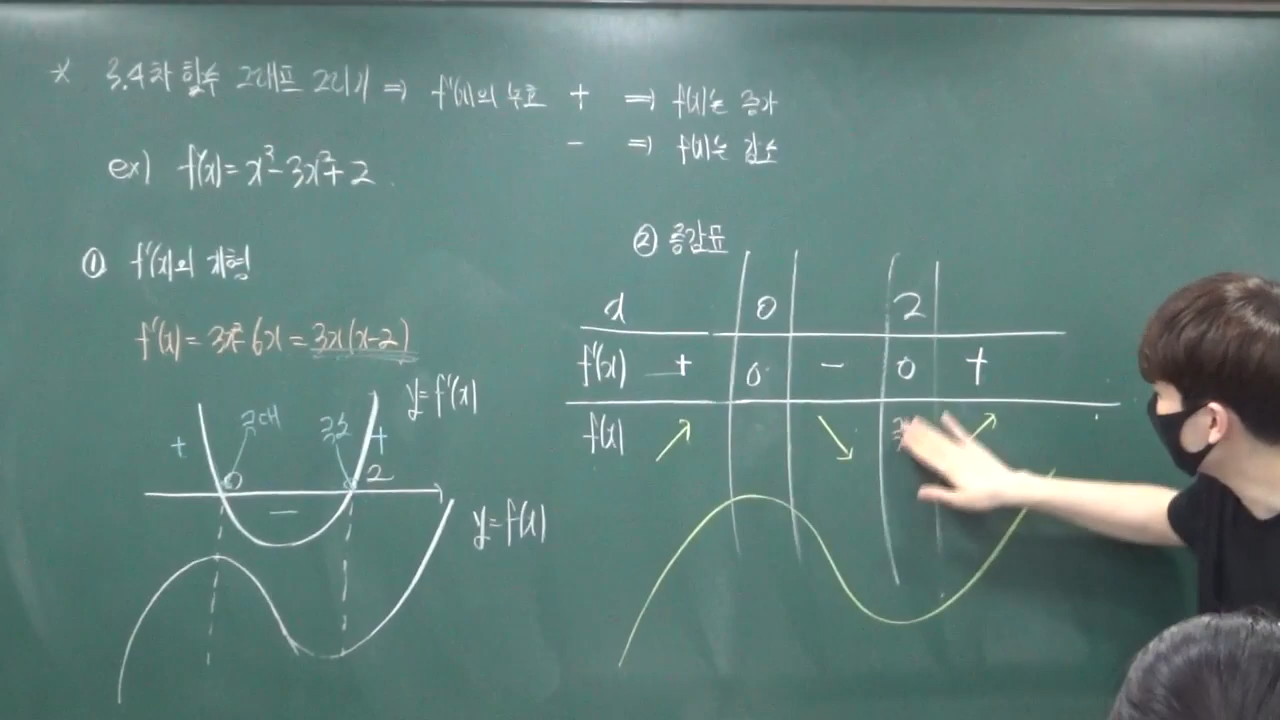 * 3.4차 함수 그래프 그리기 ⇒ f'(x)의 부호 + ⇒ f(x)는 증가
- ⇒ f(x)는 감소
ex) f(x) = x³ - 3x² + 2
① f'(x)의 개형
f'(x) = 3x² - 6x = 3x(x-2)
y = f'(x)
+ 극대 극소 +
0 2
-
y = f(x)
② 증감표
x 0 2
f'(x) + 0 - 0 +
f(x) ↗ ↘ ↗